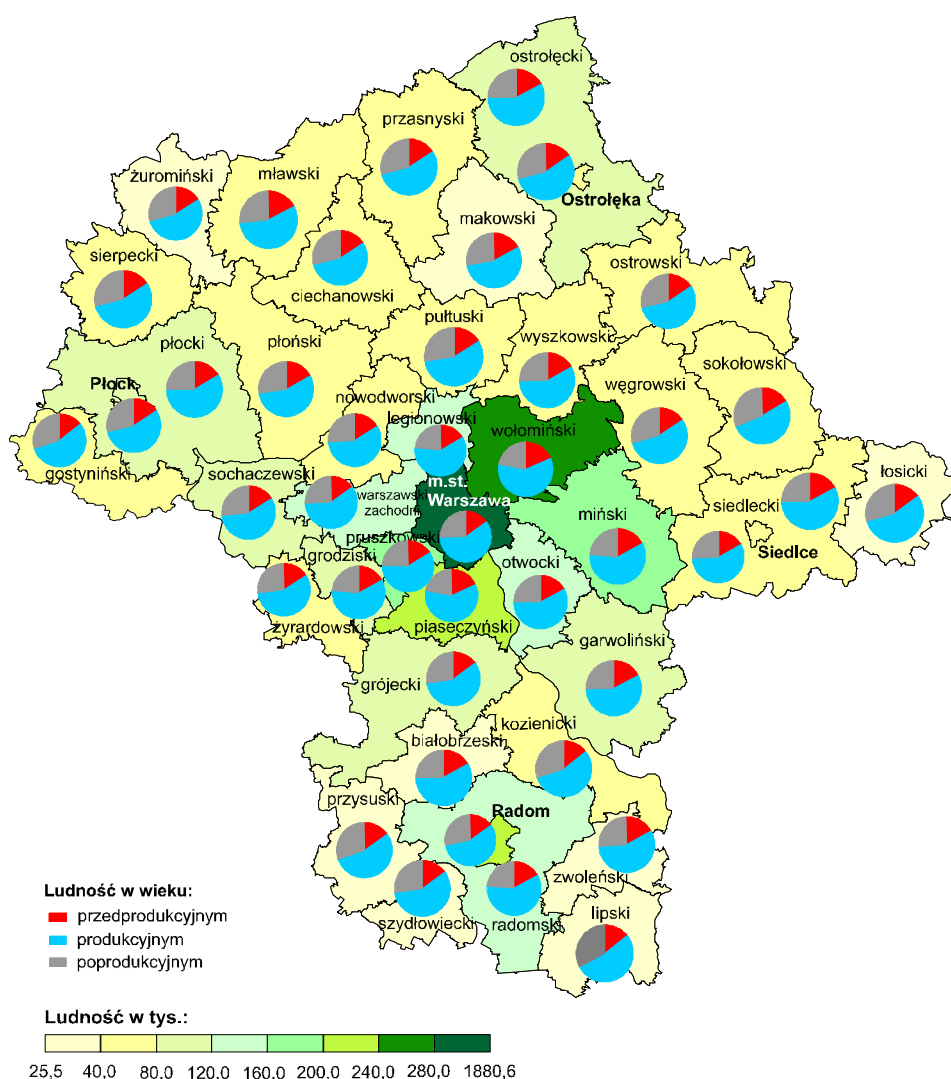 ostrołęcki
przasnyski
żuromiński
mławski
Ostrołęka
makowski
sierpecki
ostrowski
ciechanowski
pułtuski
wyszkowski
płocki
płoński
sokołowski
Płock
węgrowski
nowodworski
legionowski
wołomiński
gostyniński
sochaczewski
łosicki
m.st.
Warszawa
warszawski
zachodni
siedlecki
miński
pruszkowski
Siedlce
grodziski
otwocki
żyrardowski
piaseczyński
garwoliński
grójecki
kozienicki
białobrzeski
przysuski
Radom
zwoleński
szydłowiecki
radomski
lipski
Ludność w wieku:
przedprodukcyjnym
produkcyjnym
poprodukcyjnym
Ludność w tys.:
25,5 40,0 80,0 120,0 160,0 200,0 240,0 280,0 1880,6